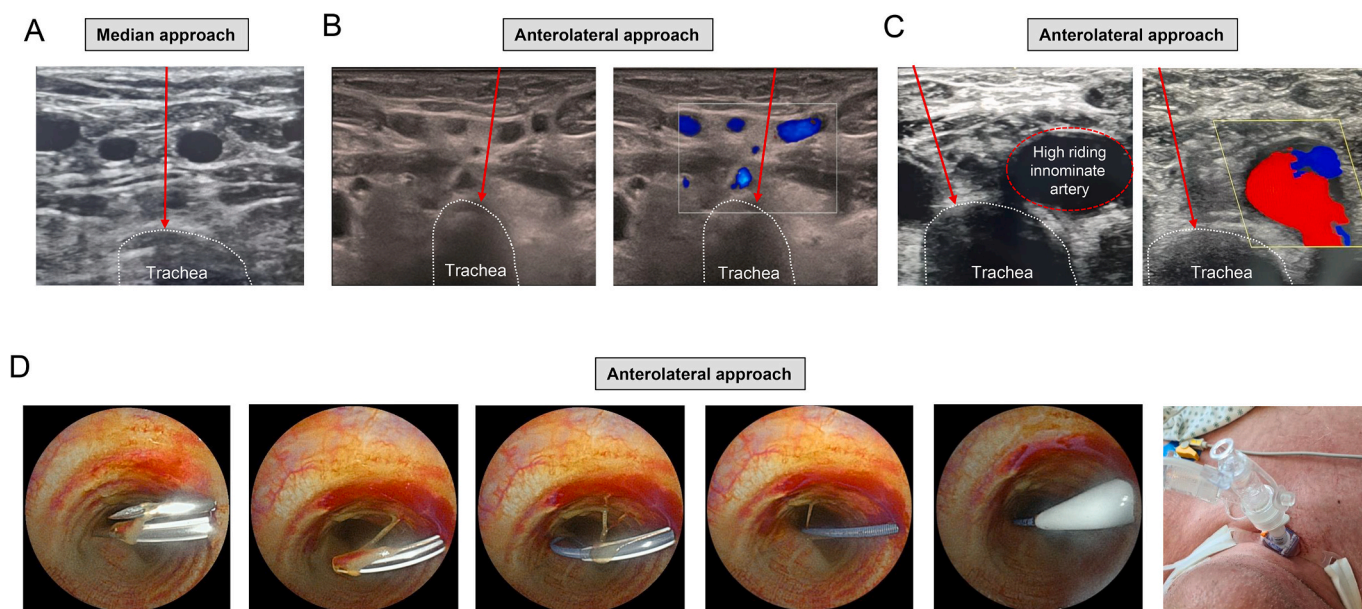 A
Median approach
Trachea
B
Anterolateral approach
Trachea
Trachea
C
Anterolateral approach
High riding
innominate
artery
Trachea
Trachea
D
Anterolateral approach